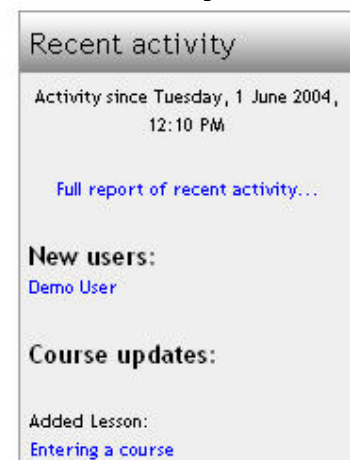 Recent activity
Activity since Tuesday, 1 June 2004,
12:10 PM
Full report of recent activity...
New users:
Demo User
Course updates:
Added Lesson:
Entering a course